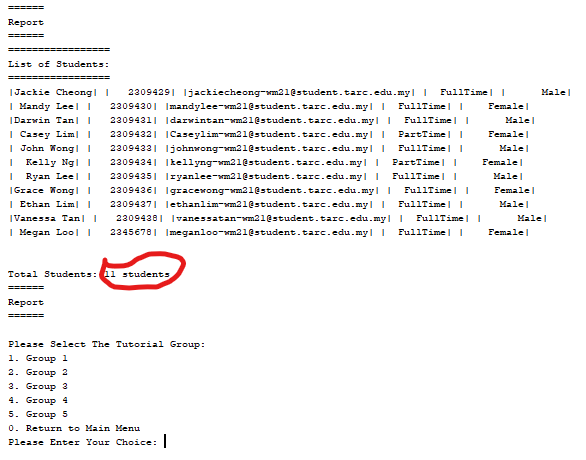 ======
Report
======
=================
List of Students:
=================
|Jackie Cheong| |   2309429| |jackiecheong-wm21@student.tarc.edu.my| |  FullTime| |      Male|
| Mandy Lee| |   2309430| |mandylee-wm21@student.tarc.edu.my| |  FullTime| |    Female|
|Darwin Tan| |   2309431| |darwintan-wm21@student.tarc.edu.my| |  FullTime| |      Male|
| Casey Lim| |   2309432| |Caseylim-wm21@student.tarc.edu.my| |  PartTime| |    Female|
| John Wong| |   2309433| |johnwong-wm21@student.tarc.edu.my| |  FullTime| |      Male|
|  Kelly Ng| |   2309434| |kellyng-wm21@student.tarc.edu.my| |  PartTime| |    Female|
|  Ryan Lee| |   2309435| |ryanlee-wm21@student.tarc.edu.my| |  FullTime| |      Male|
|Grace Wong| |   2309436| |gracewong-wm21@student.tarc.edu.my| |  FullTime| |    Female|
| Ethan Lim| |   2309437| |ethanlim-wm21@student.tarc.edu.my| |  FullTime| |      Male|
|Vanessa Tan| |   2309438| |vanessatan-wm21@student.tarc.edu.my| |  FullTime| |      Male|
| Megan Loo| |   2345678| |meganloo-wm21@student.tarc.edu.my| |  FullTime| |    Female|
Total Students: 11 students
======
Report
======
Please Select The Tutorial Group:
1. Group 1
2. Group 2
3. Group 3
4. Group 4
5. Group 5
0. Return to Main Menu
Please Enter Your Choice: